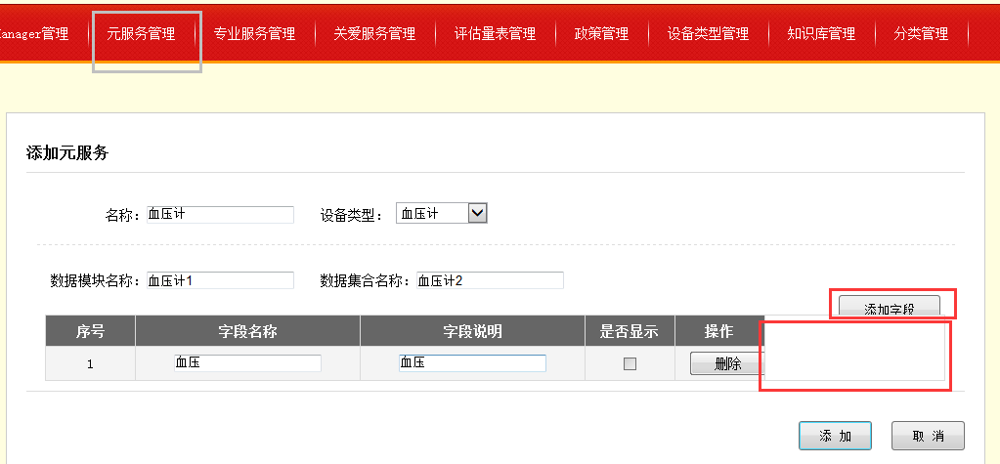 Manager管理 元服务管理 专业服务管理 关爱服务管理 评估量表管理 政策管理 设备类型管理 知识库管理 分类管理
添加元服务
名称: 血压计 设备类型: 血压计
数据模块名称: 血压计1 数据集合名称: 血压计2
添加字段
序号 字段名称 字段说明 是否显示 操作
1 血压 血压 删除
添 加 取 消